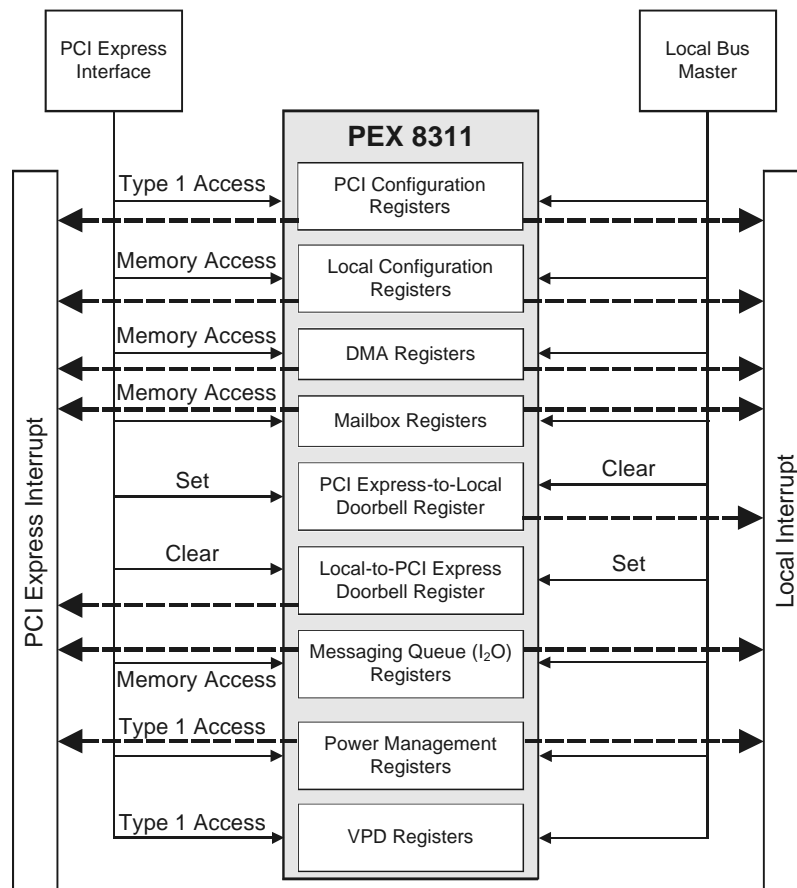 PCI Express
Interface
Local Bus
Master
PEX 8311
Type 1 Access
PCI Configuration
Registers
Memory Access
Local Configuration
Registers
Memory Access
DMA Registers
Memory Access
Mailbox Registers
Set
PCI Express-to-Local
Doorbell Register
Clear
Clear
Local-to-PCI Express
Doorbell Register
Set
Messaging Queue (I₂O)
Registers
Memory Access
Type 1 Access
Power Management
Registers
Type 1 Access
VPD Registers
PCI Express Interrupt
Local Interrupt